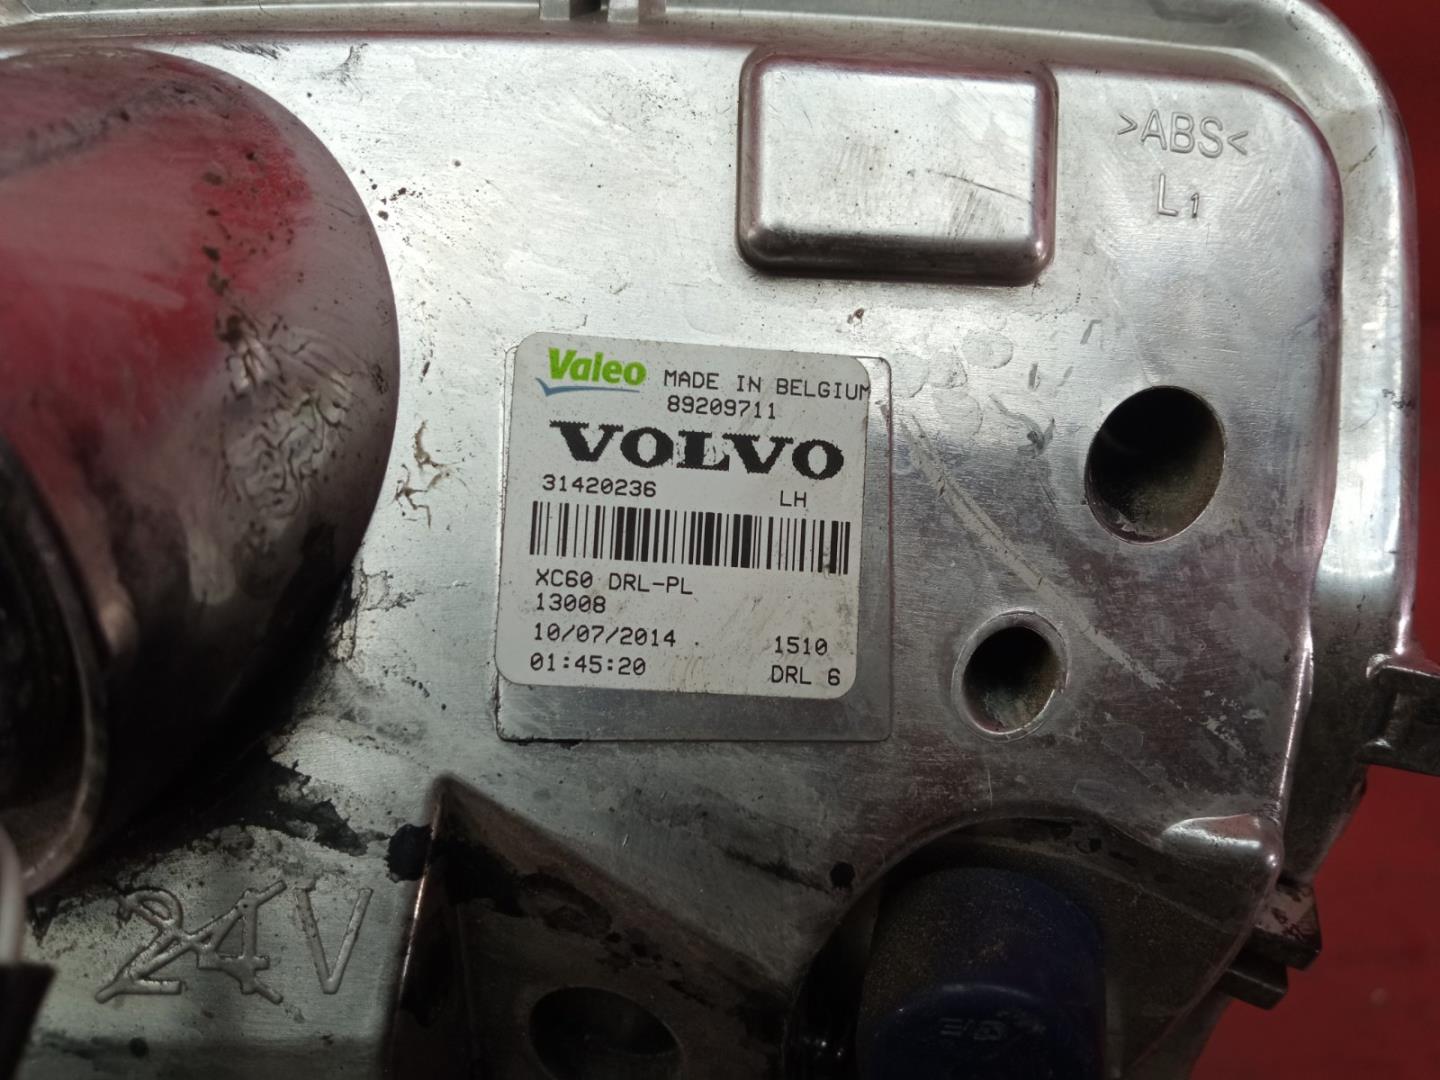 >ABS<
L1
Valeo MADE IN BELGIUM
89209711
VOLVO
31420236 LH
XC60 DRL-PL
13008
10/07/2014 1510
01:45:20 DRL 6
24V